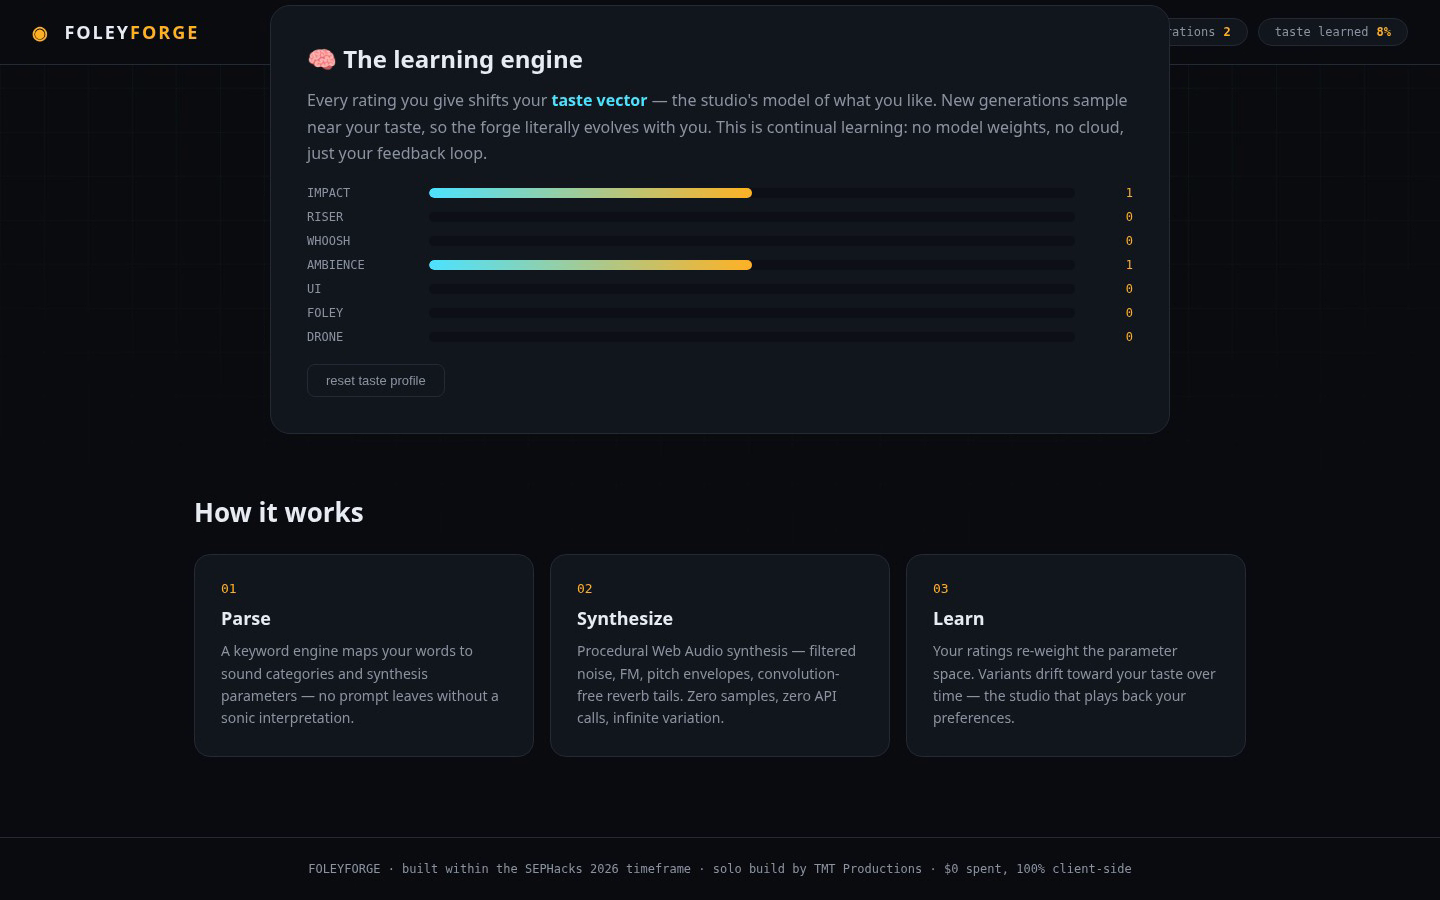 ◉ FOLEYFORGE
rations 2
taste learned 8%
🧠 The learning engine
Every rating you give shifts your taste vector — the studio's model of what you like. New generations sample
near your taste, so the forge literally evolves with you. This is continual learning: no model weights, no cloud,
just your feedback loop.
IMPACT 1
RISER 0
WHOOSH 0
AMBIENCE 1
UI 0
FOLEY 0
DRONE 0
reset taste profile
How it works
01
Parse
A keyword engine maps your words to
sound categories and synthesis
parameters — no prompt leaves without a
sonic interpretation.
02
Synthesize
Procedural Web Audio synthesis — filtered
noise, FM, pitch envelopes, convolution-
free reverb tails. Zero samples, zero API
calls, infinite variation.
03
Learn
Your ratings re-weight the parameter
space. Variants drift toward your taste over
time — the studio that plays back your
preferences.
FOLEYFORGE · built within the SEPHacks 2026 timeframe · solo build by TMT Productions · $0 spent, 100% client-side